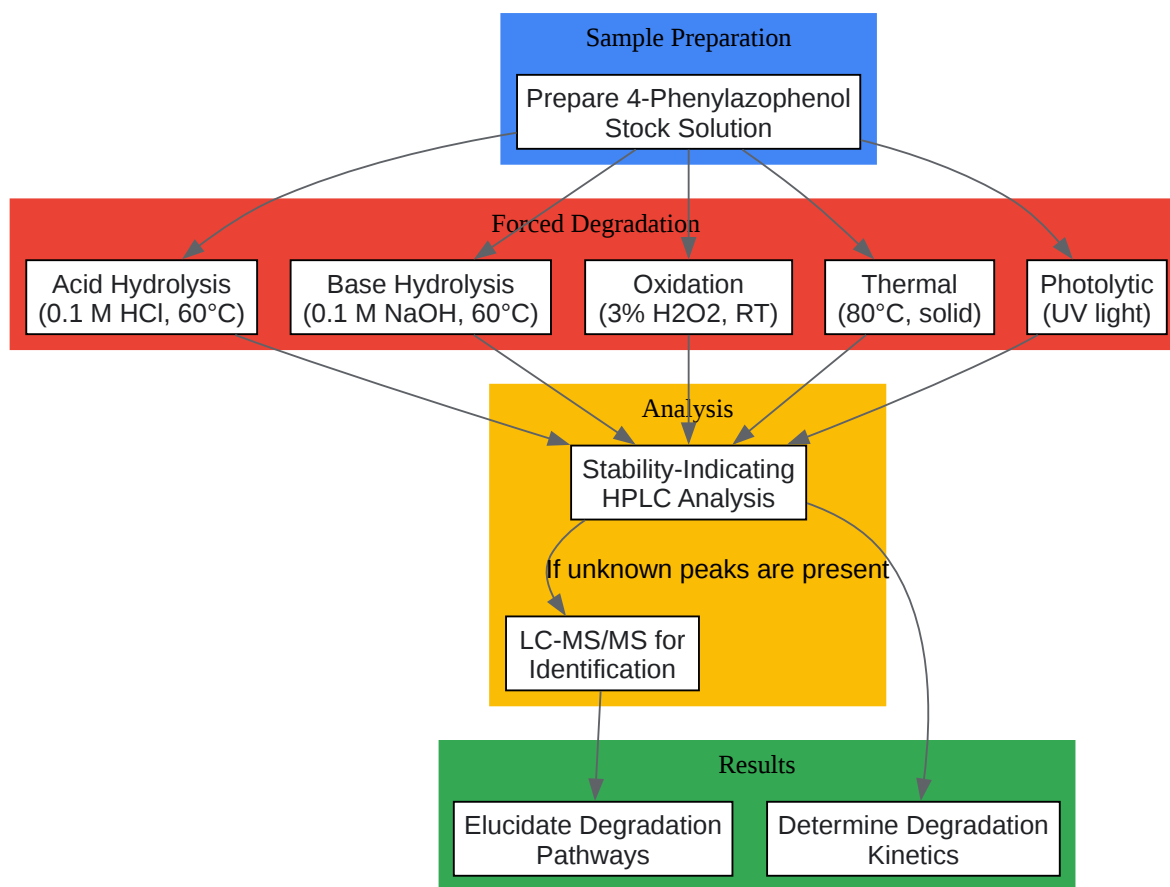 Sample Preparation
Prepare 4-Phenylazophenol
Stock Solution
Forced Degradation
Acid Hydrolysis
(0.1 M HCl, 60°C)
Base Hydrolysis
(0.1 M NaOH, 60°C)
Oxidation
(3% H2O2, RT)
Thermal
(80°C, solid)
Photolytic
(UV light)
Analysis
Stability-Indicating
HPLC Analysis
If unknown peaks are present
LC-MS/MS for
Identification
Results
Elucidate Degradation
Pathways
Determine Degradation
Kinetics